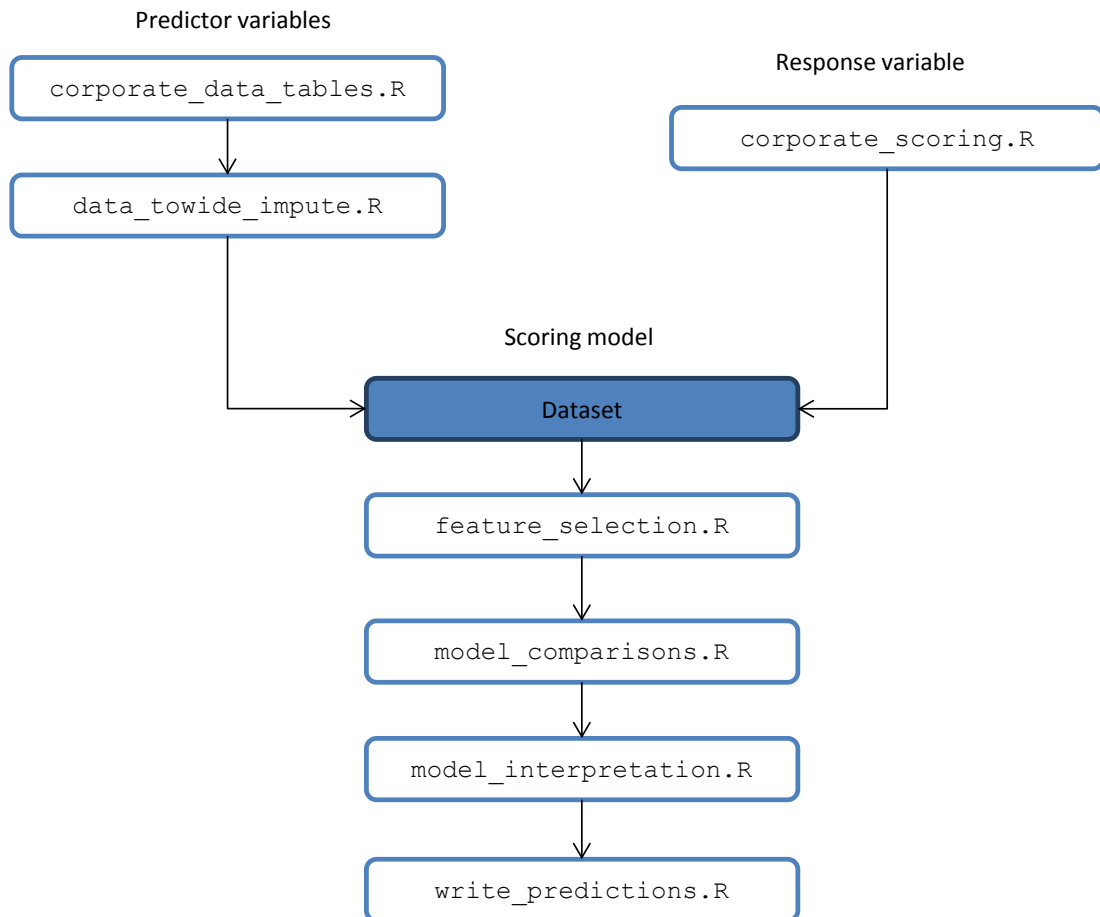 Predictor variables
corporate_data_tables.R
data_towide_impute.R
Response variable
corporate_scoring.R
Scoring model
Dataset
feature_selection.R
model_comparisons.R
model_interpretation.R
write_predictions.R